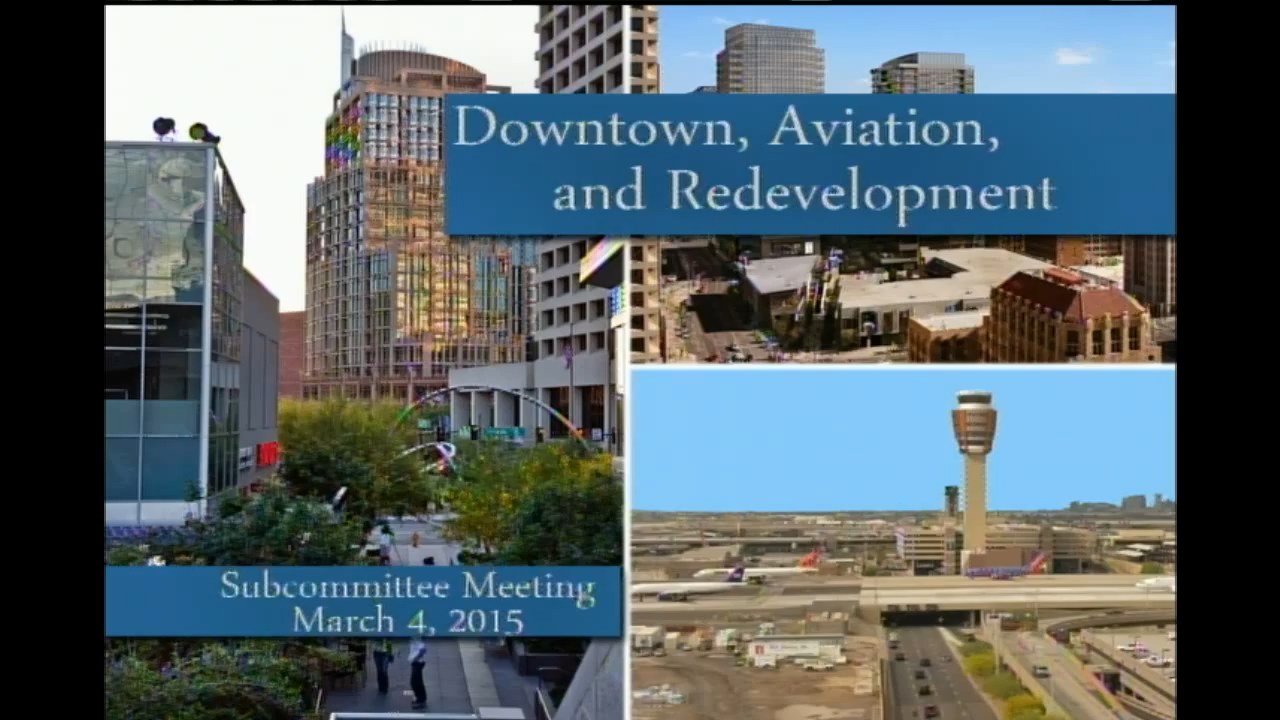 Downtown, Aviation,
and Redevelopment
Subcommittee Meeting
March 4, 2015